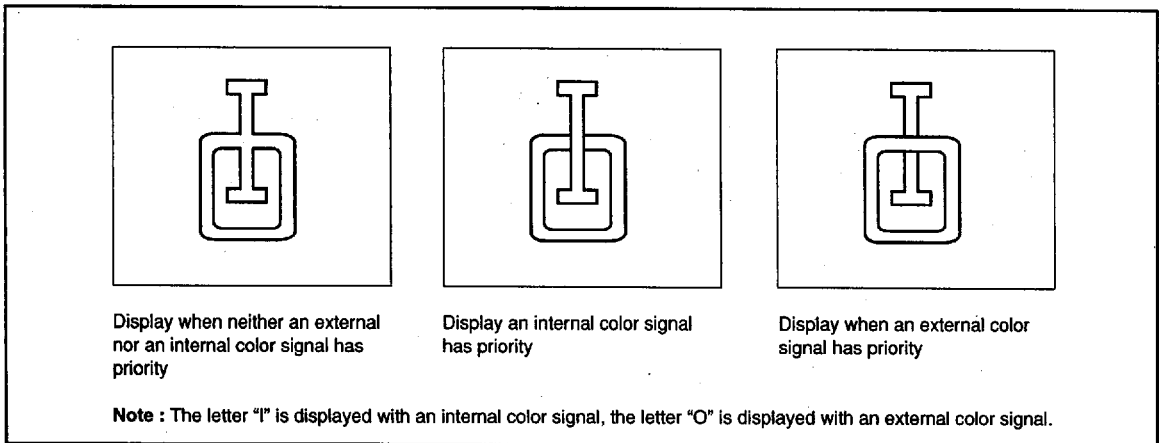 Display when neither an external
nor an internal color signal has
priority
Display an internal color signal
has priority
Display when an external color
signal has priority
Note : The letter “I” is displayed with an internal color signal, the letter “O” is displayed with an external color signal.